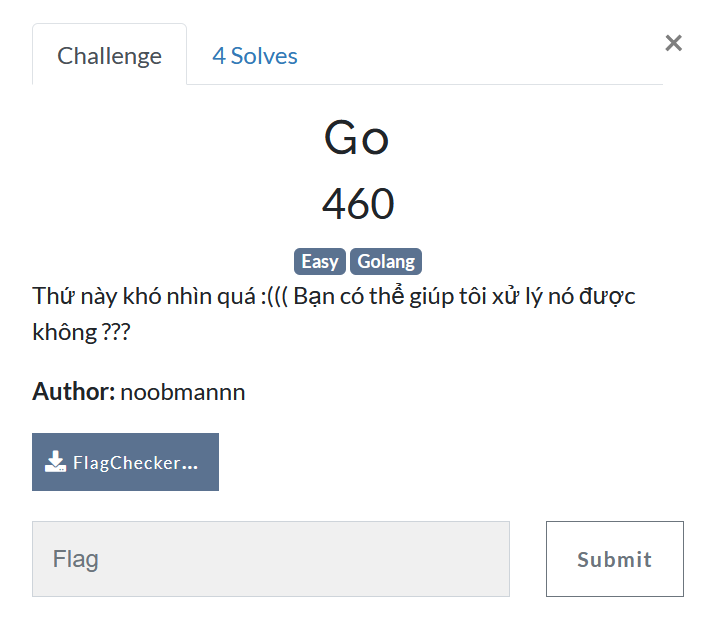 Challenge
4 Solves
×
Go
460
Easy Golang
Thứ này khó nhìn quá :((( Bạn có thể giúp tôi xử lý nó được
không ???
Author: noobmannn
FlagChecker...
Flag
Submit